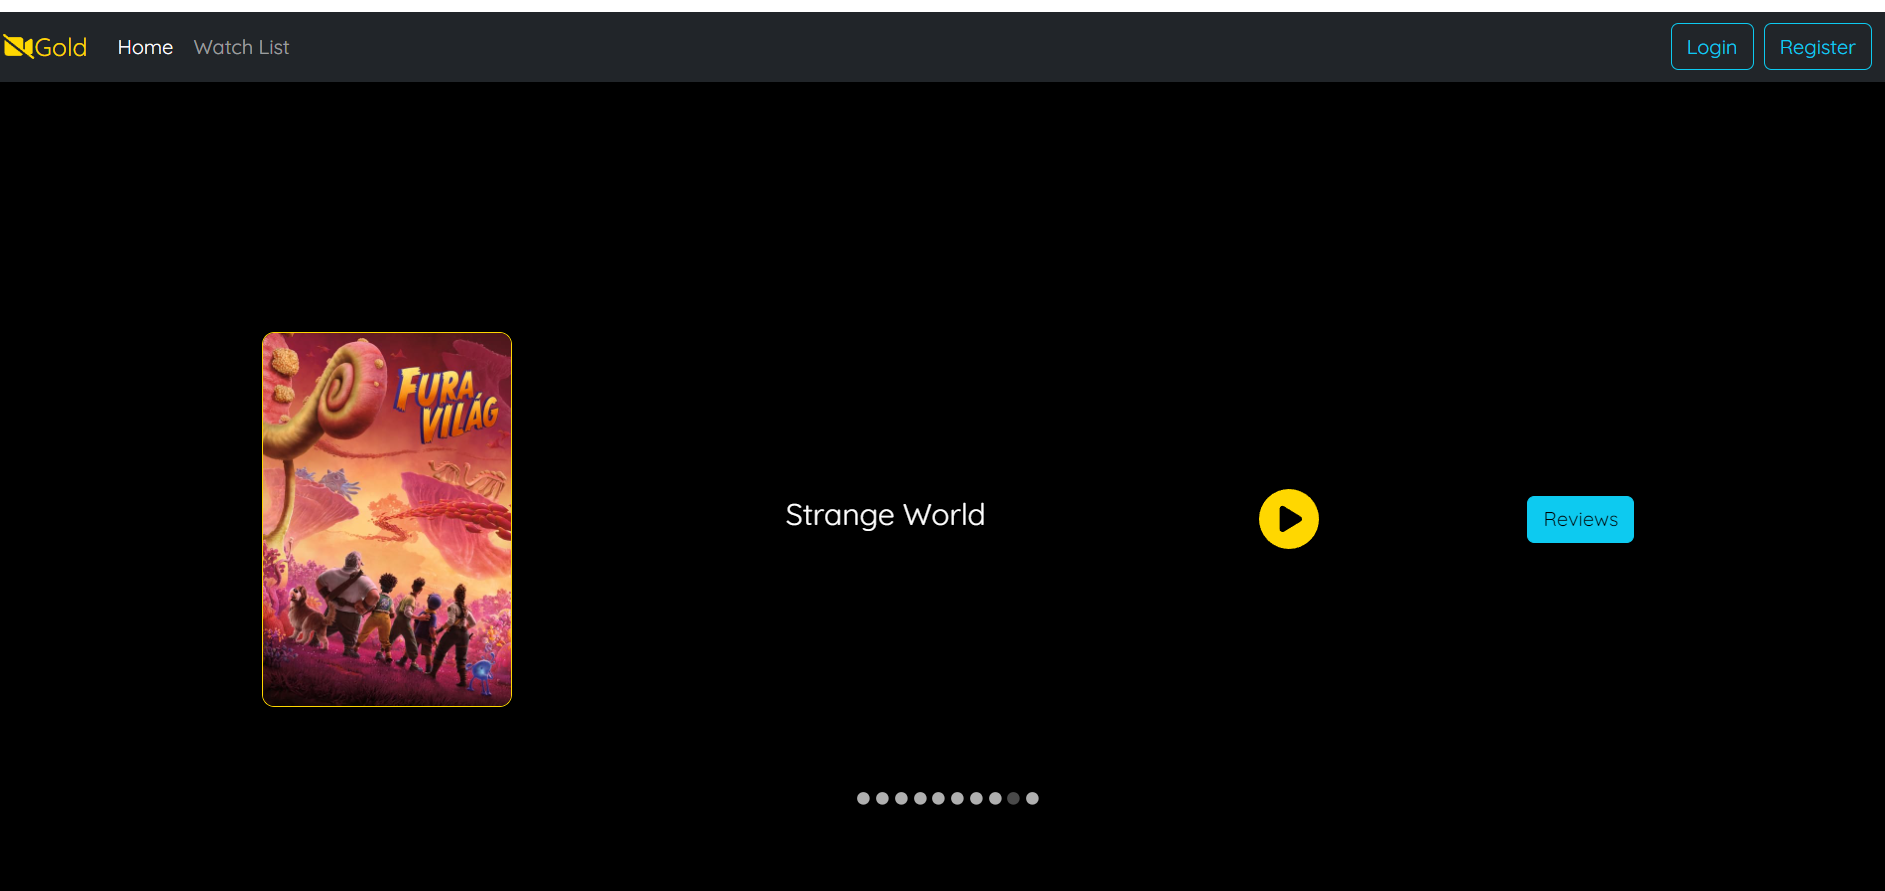 Gold
Home
Watch List
Login
Register
FURA
VILÁG
Strange World
Reviews